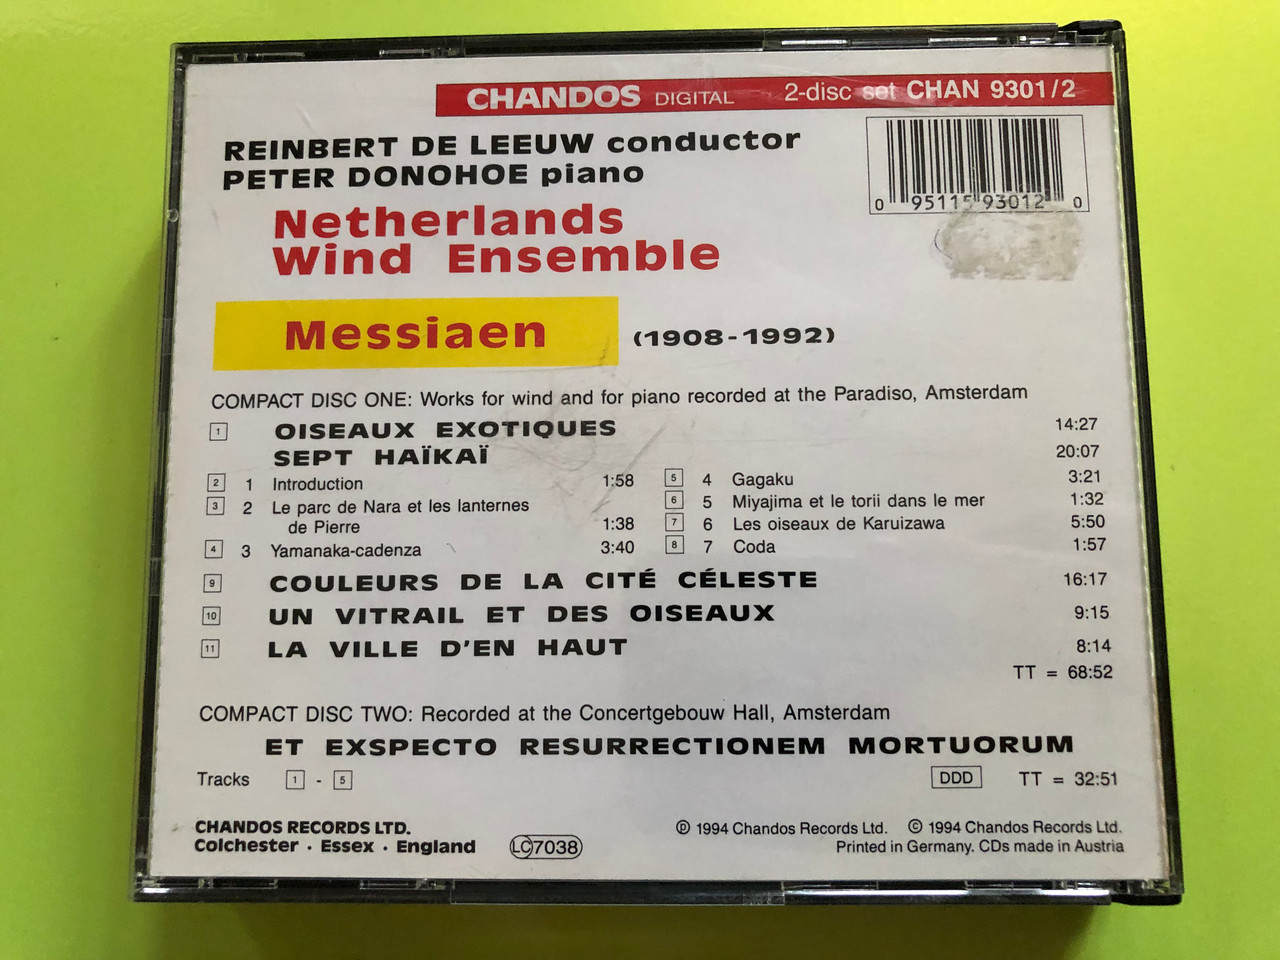 CHANDOS DIGITAL 2-disc set CHAN 9301/2
REINBERT DE LEEUW conductor
PETER DONOHOE piano
0 95115 93012 0
Netherlands
Wind Ensemble
Messiaen (1908-1992)
COMPACT DISC ONE: Works for wind and for piano recorded at the Paradiso, Amsterdam
1 OISEAUX EXOTIQUES 14:27
SEPT HAÏKAÏ 20:07
2 1 Introduction 1:58
3 2 Le parc de Nara et les lanternes
de Pierre 1:38
4 3 Yamanaka-cadenza 3:40
5 4 Gagaku 3:21
6 5 Miyajima et le torii dans le mer 1:32
7 6 Les oiseaux de Karuizawa 5:50
8 7 Coda 1:57
9 COULEURS DE LA CITÉ CÉLESTE 16:17
10 UN VITRAIL ET DES OISEAUX 9:15
11 LA VILLE D'EN HAUT 8:14
TT = 68:52
COMPACT DISC TWO: Recorded at the Concertgebouw Hall, Amsterdam
ET EXSPECTO RESURRECTIONEM MORTUORUM
Tracks 1 - 5 DDD TT = 32:51
CHANDOS RECORDS LTD.
Colchester · Essex · England
LC 7038
℗ 1994 Chandos Records Ltd. © 1994 Chandos Records Ltd.
Printed in Germany. CDs made in Austria